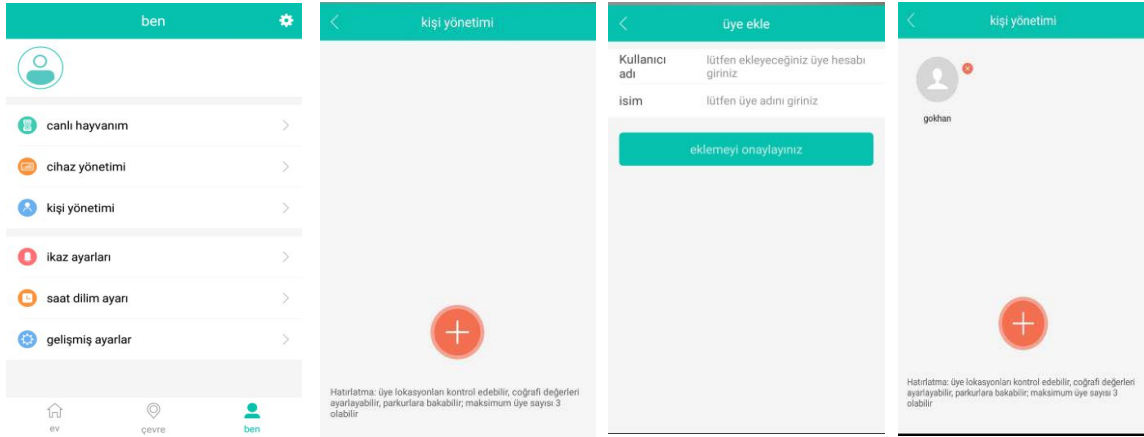 ben
canlı hayvanım
cihaz yönetimi
kişi yönetimi
ikaz ayarları
saat dilim ayarı
gelişmiş ayarlar
ev
çevre
ben
kişi yönetimi
Hatırlatma: üye lokasyonları kontrol edebilir, coğrafi değerleri
ayarlayabilir, parkurlara bakabilir; maksimum üye sayısı 3
olabilir
üye ekle
Kullanıcı
adı
lütfen ekleyeceğiniz üye hesabı
giriniz
isim
lütfen üye adını giriniz
eklemeyi onaylayınız
kişi yönetimi
gokhan
Hatırlatma: üye lokasyonları kontrol edebilir, coğrafi değerleri
ayarlayabilir, parkurlara bakabilir; maksimum üye sayısı 3
olabilir